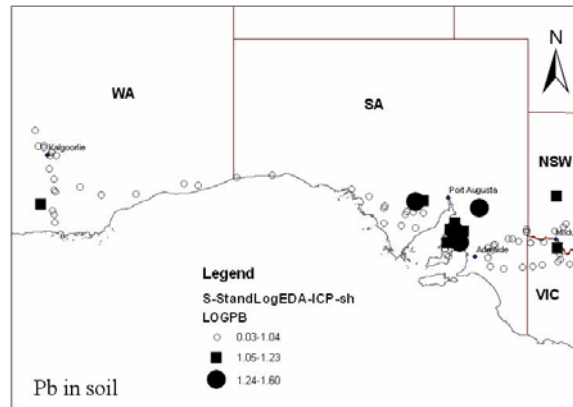 N
WA
SA
Kalgoorlie
NSW
Port Augusta
Adelaide
VIC
Legend
S-StandLogEDA-ICP-sh
LOGPB
0.03-1.04
1.05-1.23
1.24-1.60
Pb in soil